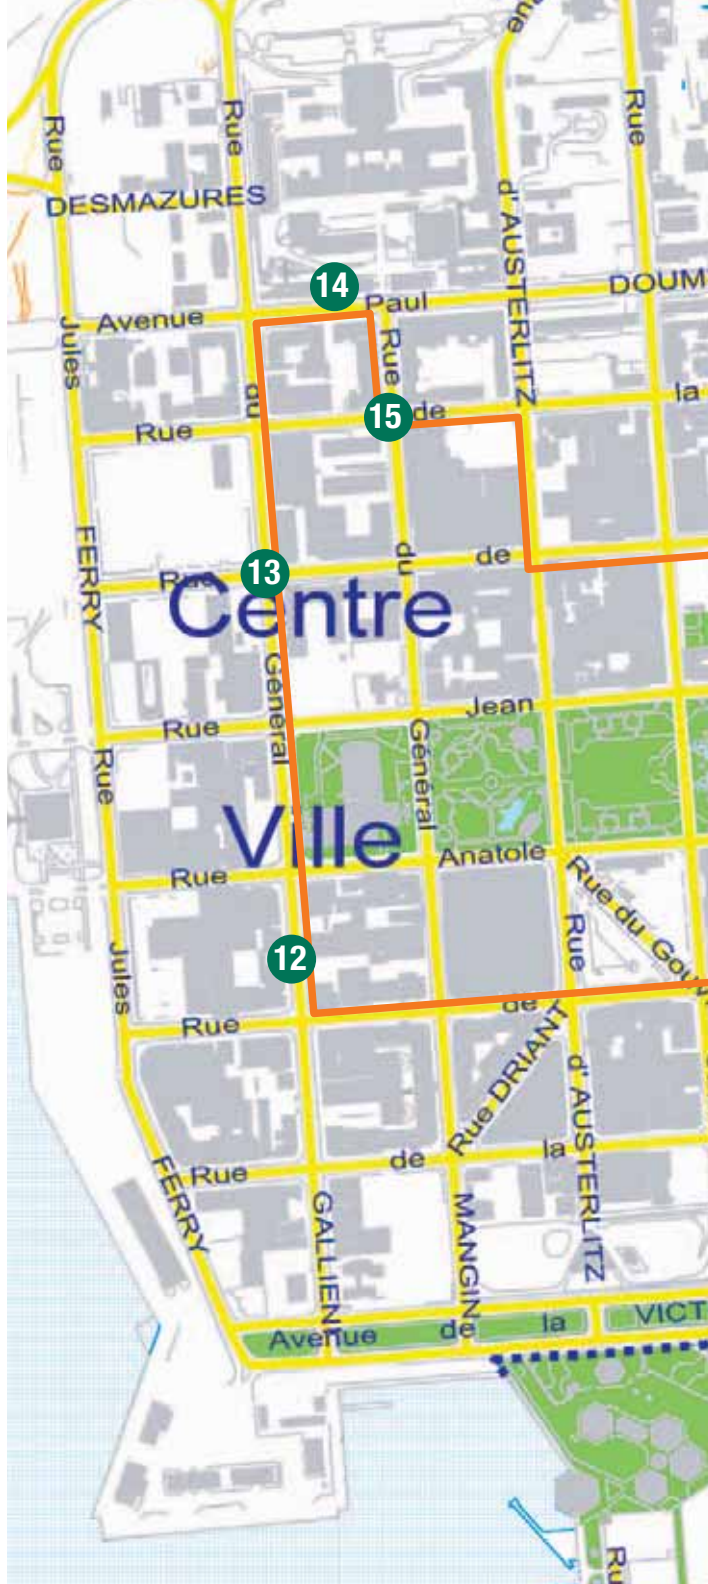 Rue
Rue
Rue
DESMAZURES
d'AUSTERLITZ
14
Avenue
Paul
DOUM
Jules
Rue
du
15
de
la
Rue
FERRY
du
13
Rue
de
Centre
Général
Rue
Jean
Rue
Général
Ville
Rue
Anatole
Rue du Gouv
Rue
12
Jules
Rue
de
Rue DRIANT
d'AUSTERLITZ
FERRY
Rue
de
la
GALLIENI
MANGIN
Avenue
de
la
VICT